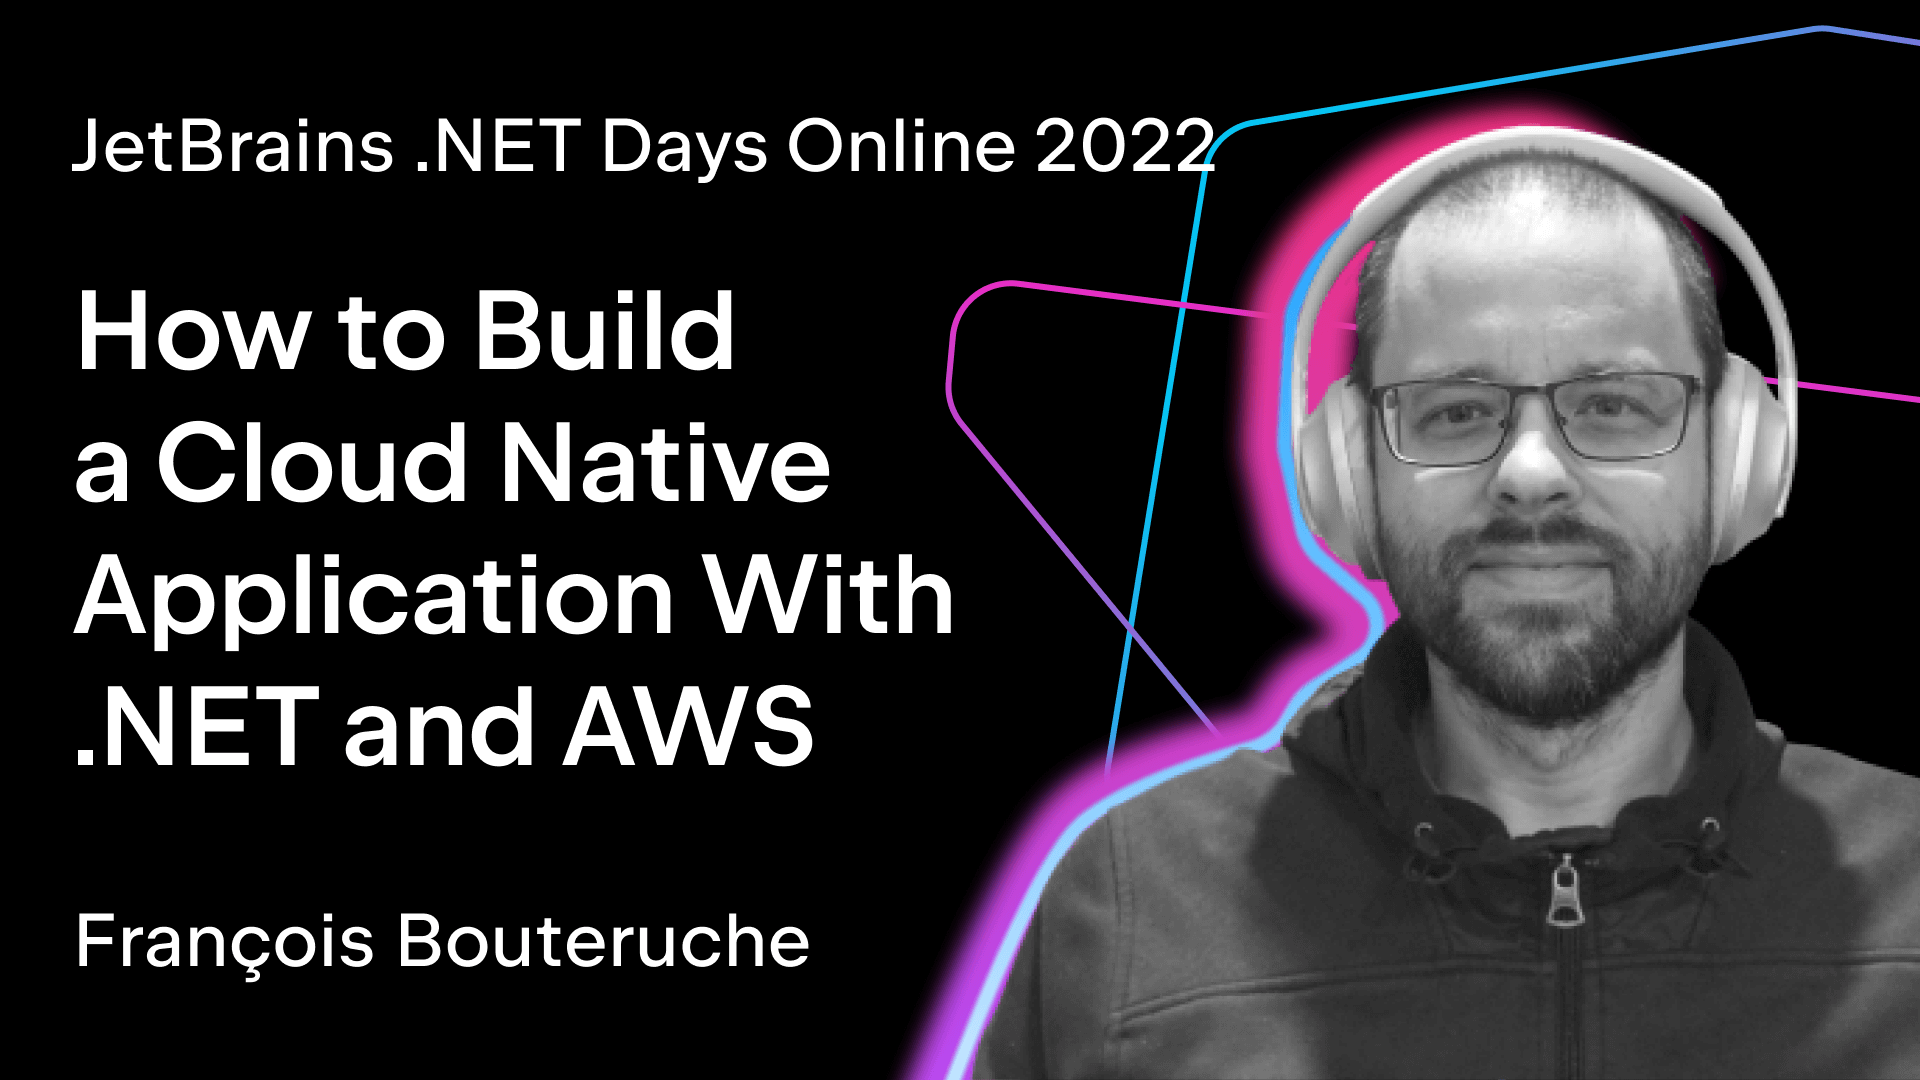 JetBrains .NET Days Online 2022
How to Build
a Cloud Native
Application With
.NET and AWS
François Bouteruche